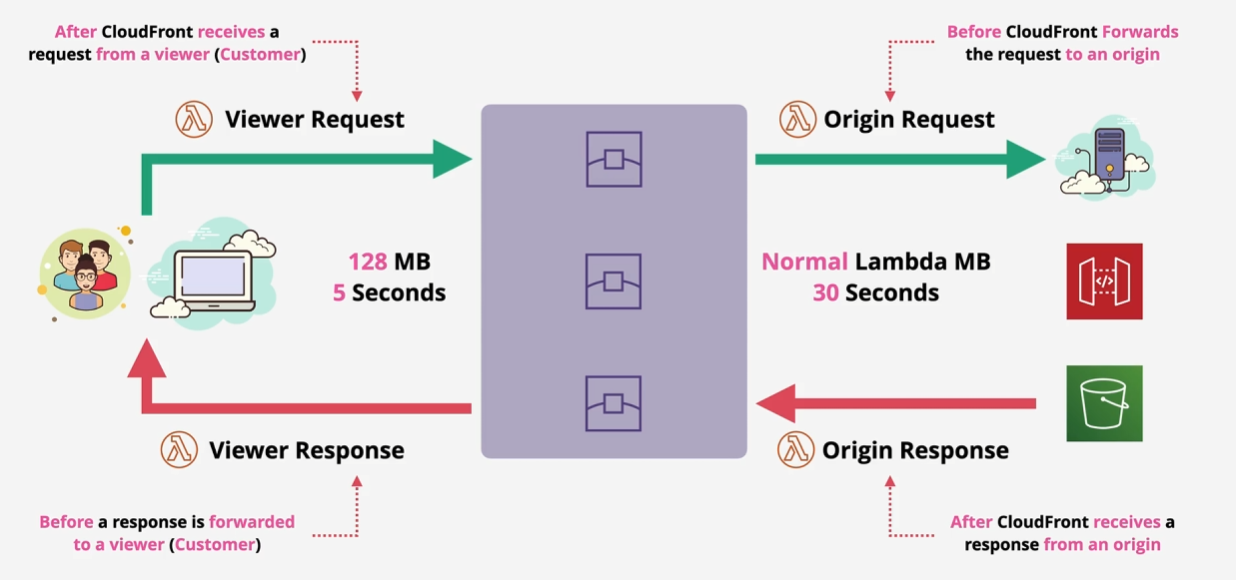 After CloudFront receives a
request from a viewer (Customer)
Before CloudFront Forwards
the request to an origin
Viewer Request
Origin Request
128 MB
5 Seconds
Normal Lambda MB
30 Seconds
Viewer Response
Origin Response
Before a response is forwarded
to a viewer (Customer)
After CloudFront receives a
response from an origin